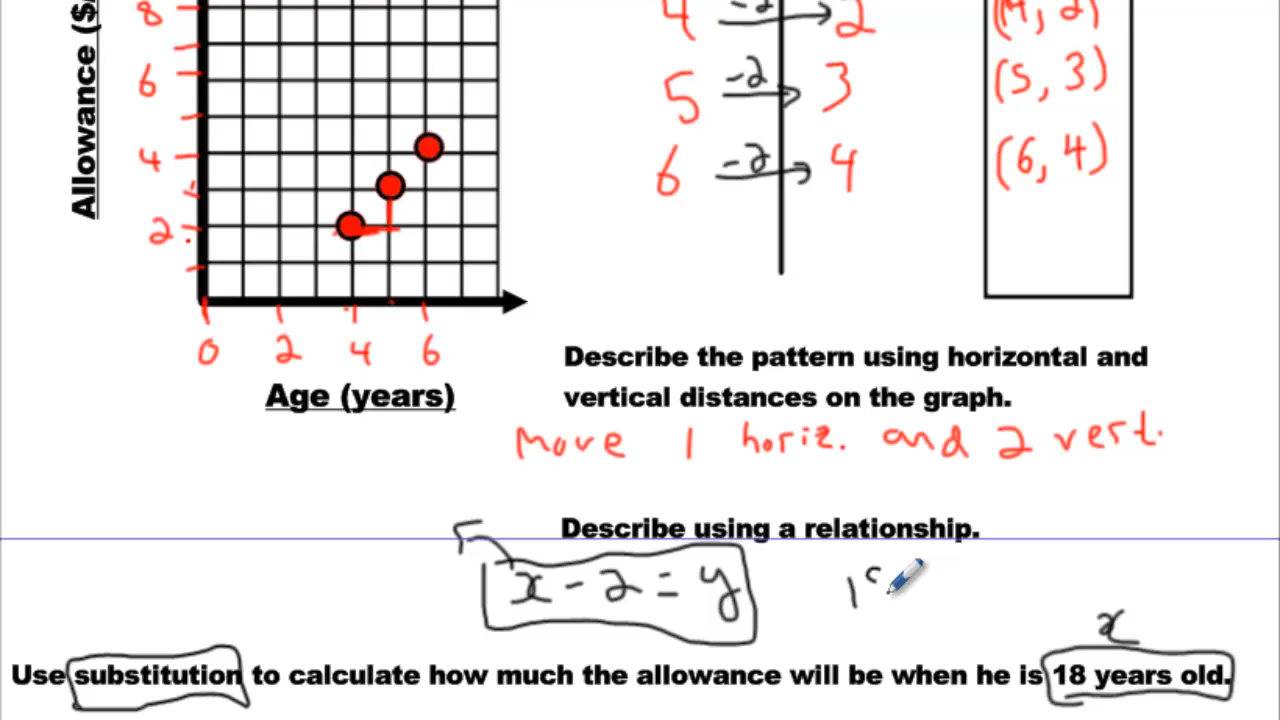 Allowance ($
8
6
4
2
0 2 4 6
Age (years)
4 -2 2
5 -2 3
6 -2 4
(4, 2)
(5, 3)
(6, 4)
Describe the pattern using horizontal and
vertical distances on the graph.
Move 1 horiz. and 2 vert.
Describe using a relationship.
x - 2 = y
x
Use substitution to calculate how much the allowance will be when he is 18 years old.